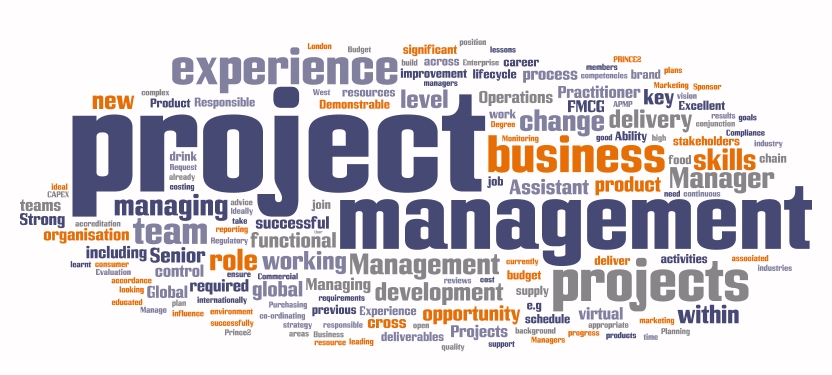 London Budget significant position lessons
experience build across Enterprise career PRINCE2
improvement lifecycle process members competencies brand plans
managers
complex West resources level Operations Practitioner key Marketing Sponsor vision
new Product Responsible Demonstrable FMCG APMP Excellent
project work change delivery results goals
Degree conjunction
Monitoring good Ability high stakeholders Compliance industry
drink business food skills chain
Request
already job Assistant product Manager
ideal costing need continuous
CAPEX
teams managing advice Ideally join management
Strong accreditation take successful
organisation team reporting functional
Regulatory User
including Senior role working Management currently deliver activities associated
learnt consumer Evaluation control ensure Commercial reviews cost budget projects industries
accordance looking Global required global Managing development supply
educated plan internationally requirements e.g
Manage influence environment Purchasing previous Experience opportunity schedule virtual within
successfully co-ordinating cross appropriate marketing
Prince2 strategy responsible open Projects background progress Planning
areas Business deliverables Managers products time
resource leading quality support